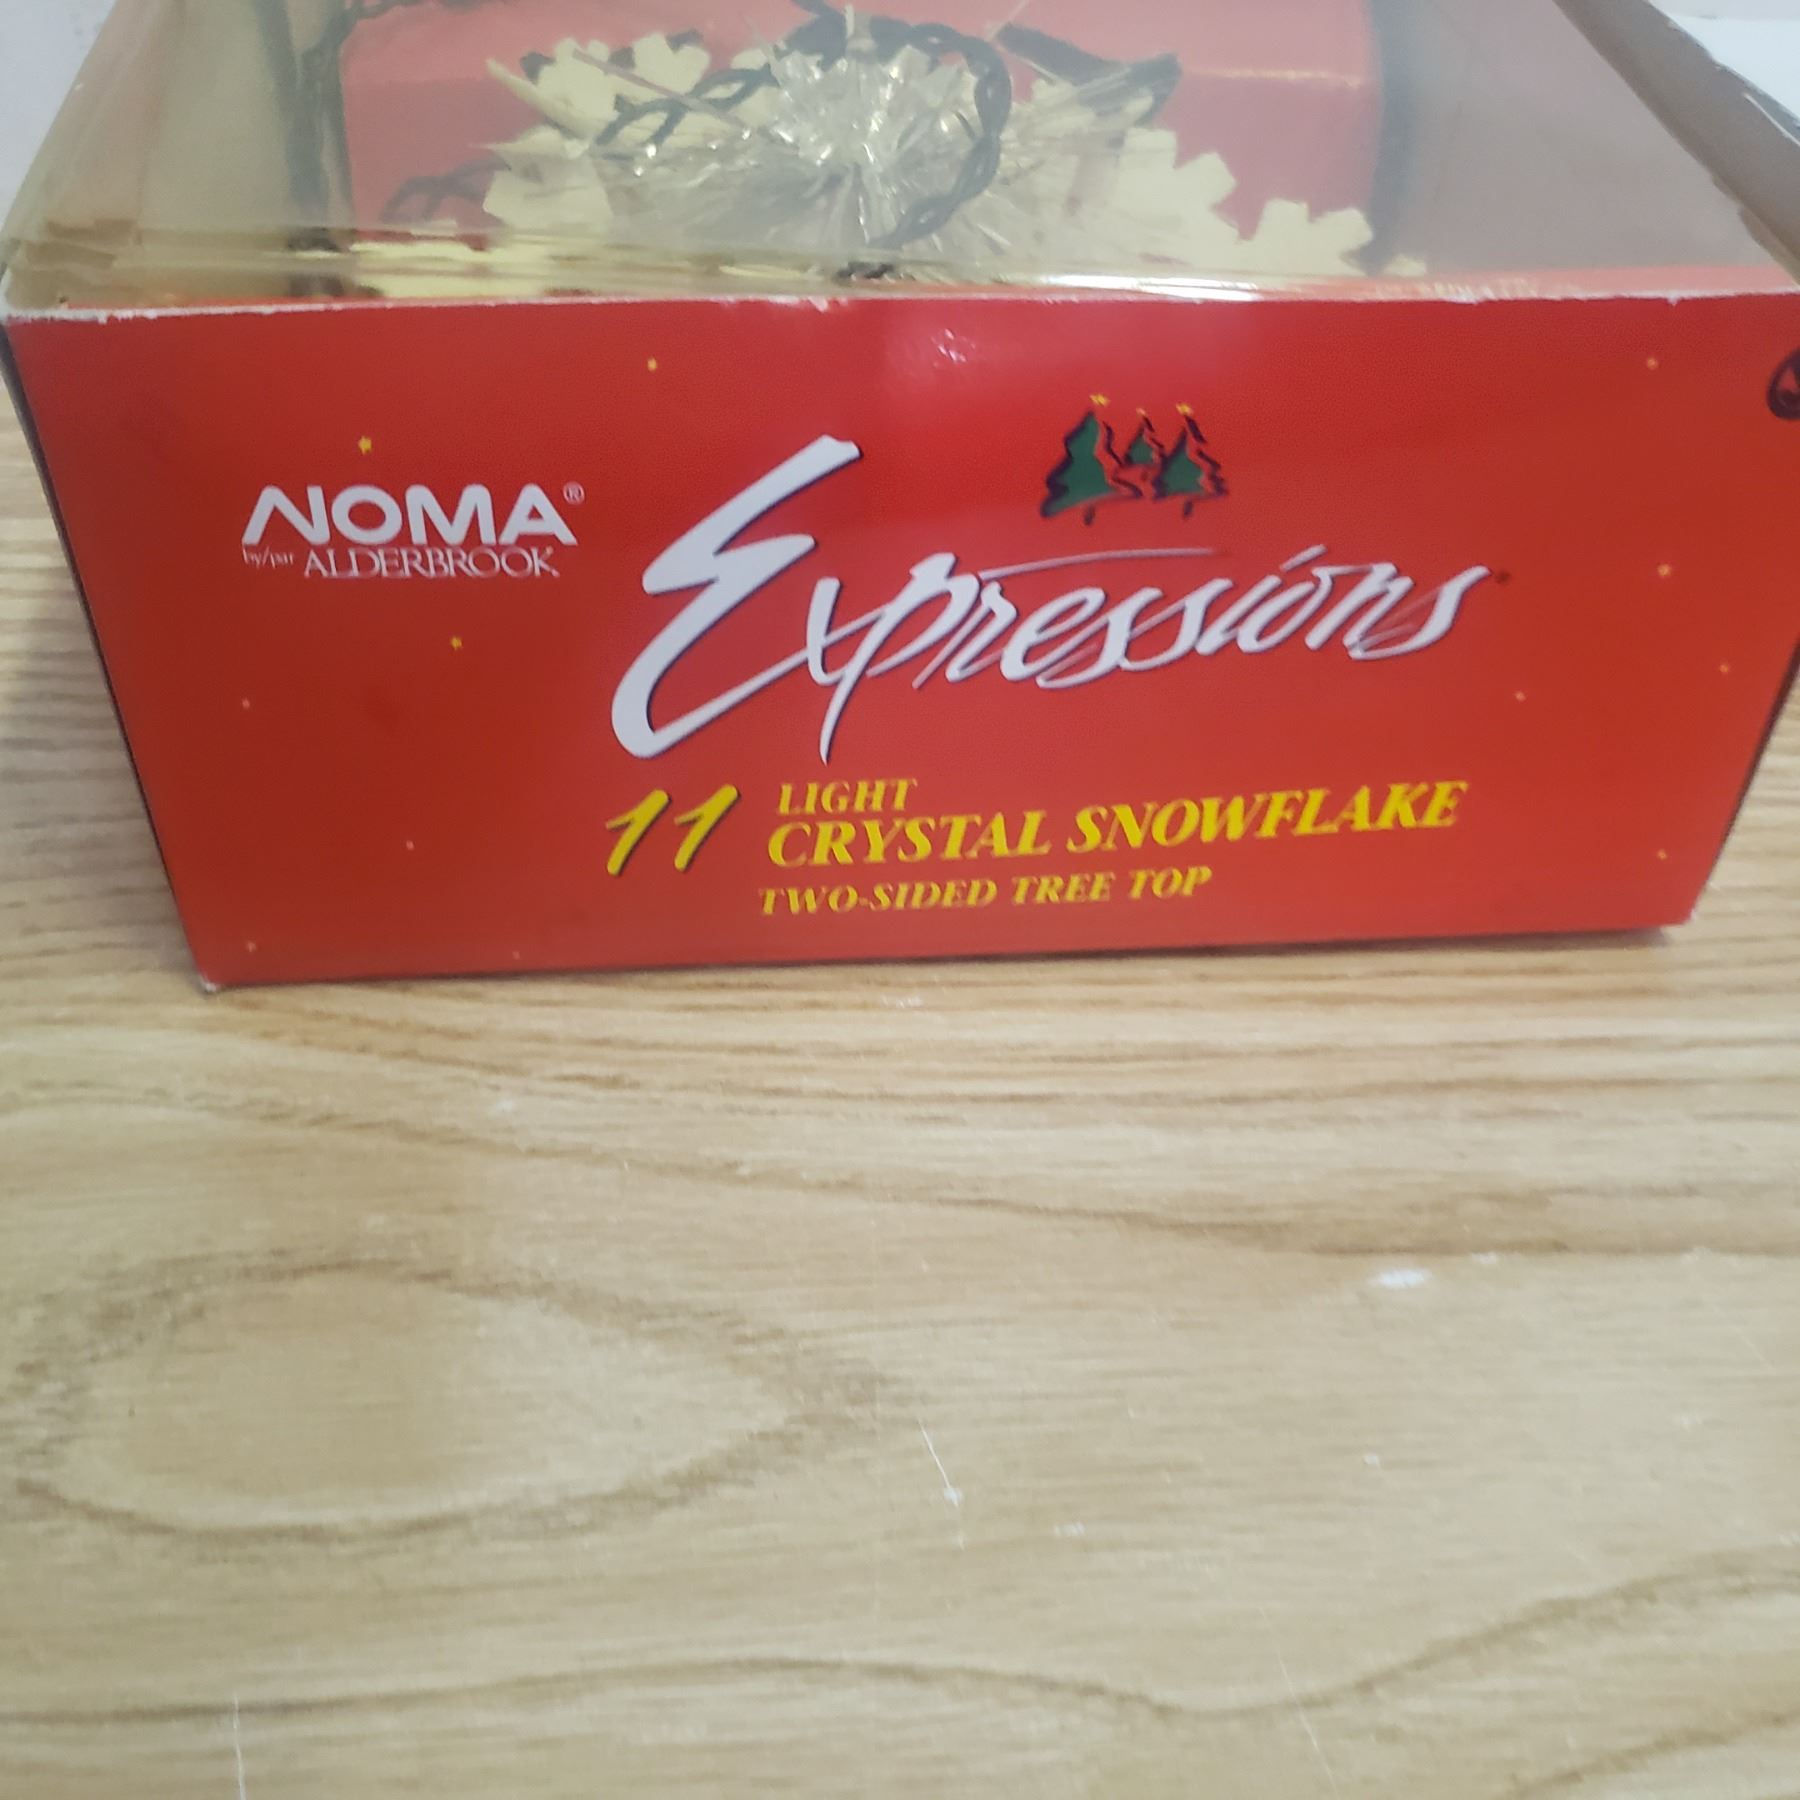 NOMA®
by/par ALDERBROOK
Expressions
11 LIGHT
CRYSTAL SNOWFLAKE
TWO-SIDED TREE TOP